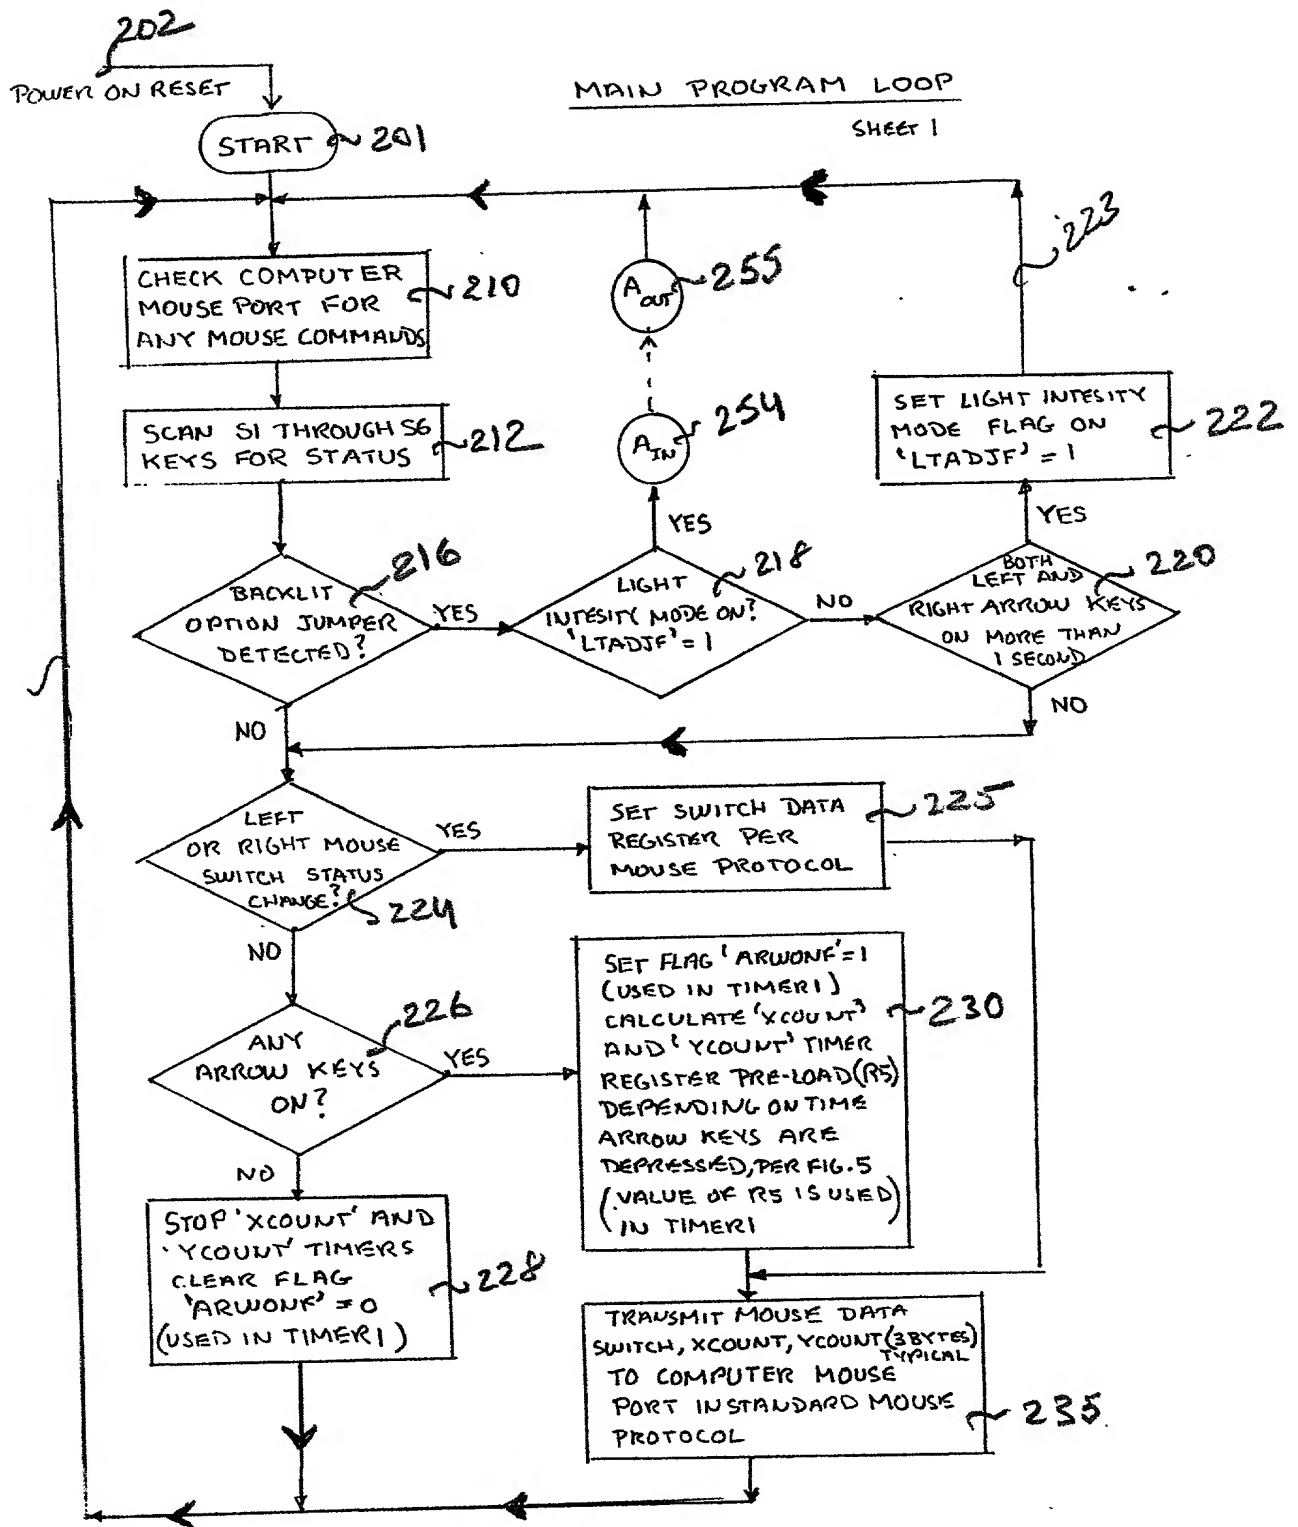 202
POWER ON RESET
MAIN PROGRAM LOOP
SHEET 1
START
201
CHECK COMPUTER
MOUSE PORT FOR
ANY MOUSE COMMANDS
210
SCAN S1 THROUGH S6
KEYS FOR STATUS
212
A OUT
255
A IN
254
223
SET LIGHT INTESITY
MODE FLAG ON
'LTADJF' = 1
222
YES
YES
BACKLIT
OPTION JUMPER
DETECTED?
216
YES
LIGHT
INTESITY MODE ON?
'LTADJF' = 1
218
NO
BOTH
LEFT AND
RIGHT ARROW KEYS
ON MORE THAN
1 SECOND
220
NO
NO
LEFT
OR RIGHT MOUSE
SWITCH STATUS
CHANGE?
224
YES
SET SWITCH DATA
REGISTER PER
MOUSE PROTOCOL
225
NO
ANY
ARROW KEYS
ON?
226
YES
SET FLAG 'ARWONF'=1
(USED IN TIMER1)
CALCULATE 'XCOUNT'
AND 'YCOUNT' TIMER
REGISTER PRE-LOAD(R5)
DEPENDING ON TIME
ARROW KEYS ARE
DEPRESSED, PER FIG.5
(VALUE OF R5 IS USED)
(IN TIMER1
230
NO
STOP 'XCOUNT' AND
'YCOUNT' TIMERS
CLEAR FLAG
'ARWONF' = 0
(USED IN TIMER1)
228
TRANSMIT MOUSE DATA
SWITCH, XCOUNT, YCOUNT (3BYTES)
TYPICAL
TO COMPUTER MOUSE
PORT IN STANDARD MOUSE
PROTOCOL
235